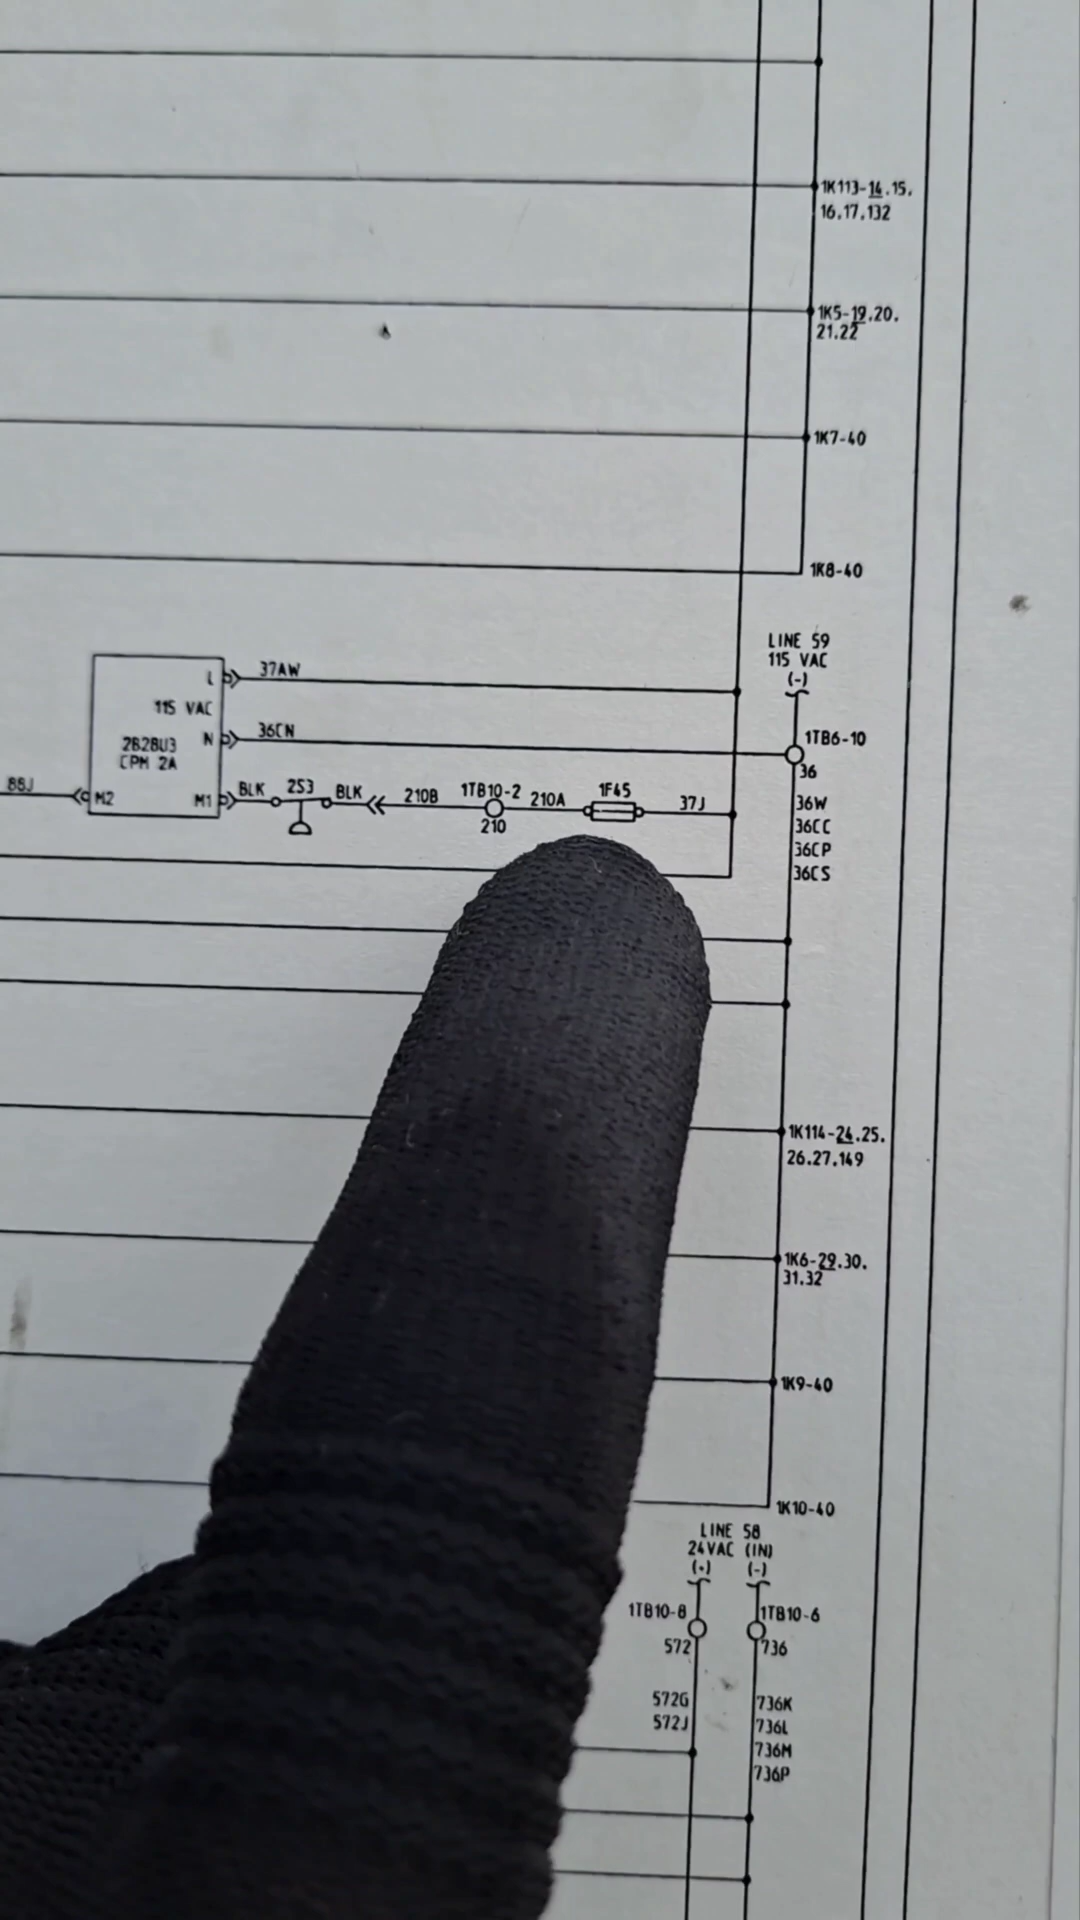 1K113-14.15.
16.17.132
1K5-19.20.
21.22
1K7-40
1K8-40
LINE 59
115 VAC
(-)
L
37AW
115 VAC
N
36CN
1TB6-10
36
2B2BU3
CPM 2A
88J
M2
M1
BLK
2S3
BLK
210B
1TB10-2
210
210A
1F45
37J
36W
36CC
36CP
36CS
1K114-24.25.
26.27.149
1K6-29.30.
31.32
1K9-40
1K10-40
LINE 58
24VAC (IN)
(+) (-)
1TB10-8
1TB10-6
572
736
572G
572J
736K
736L
736M
736P